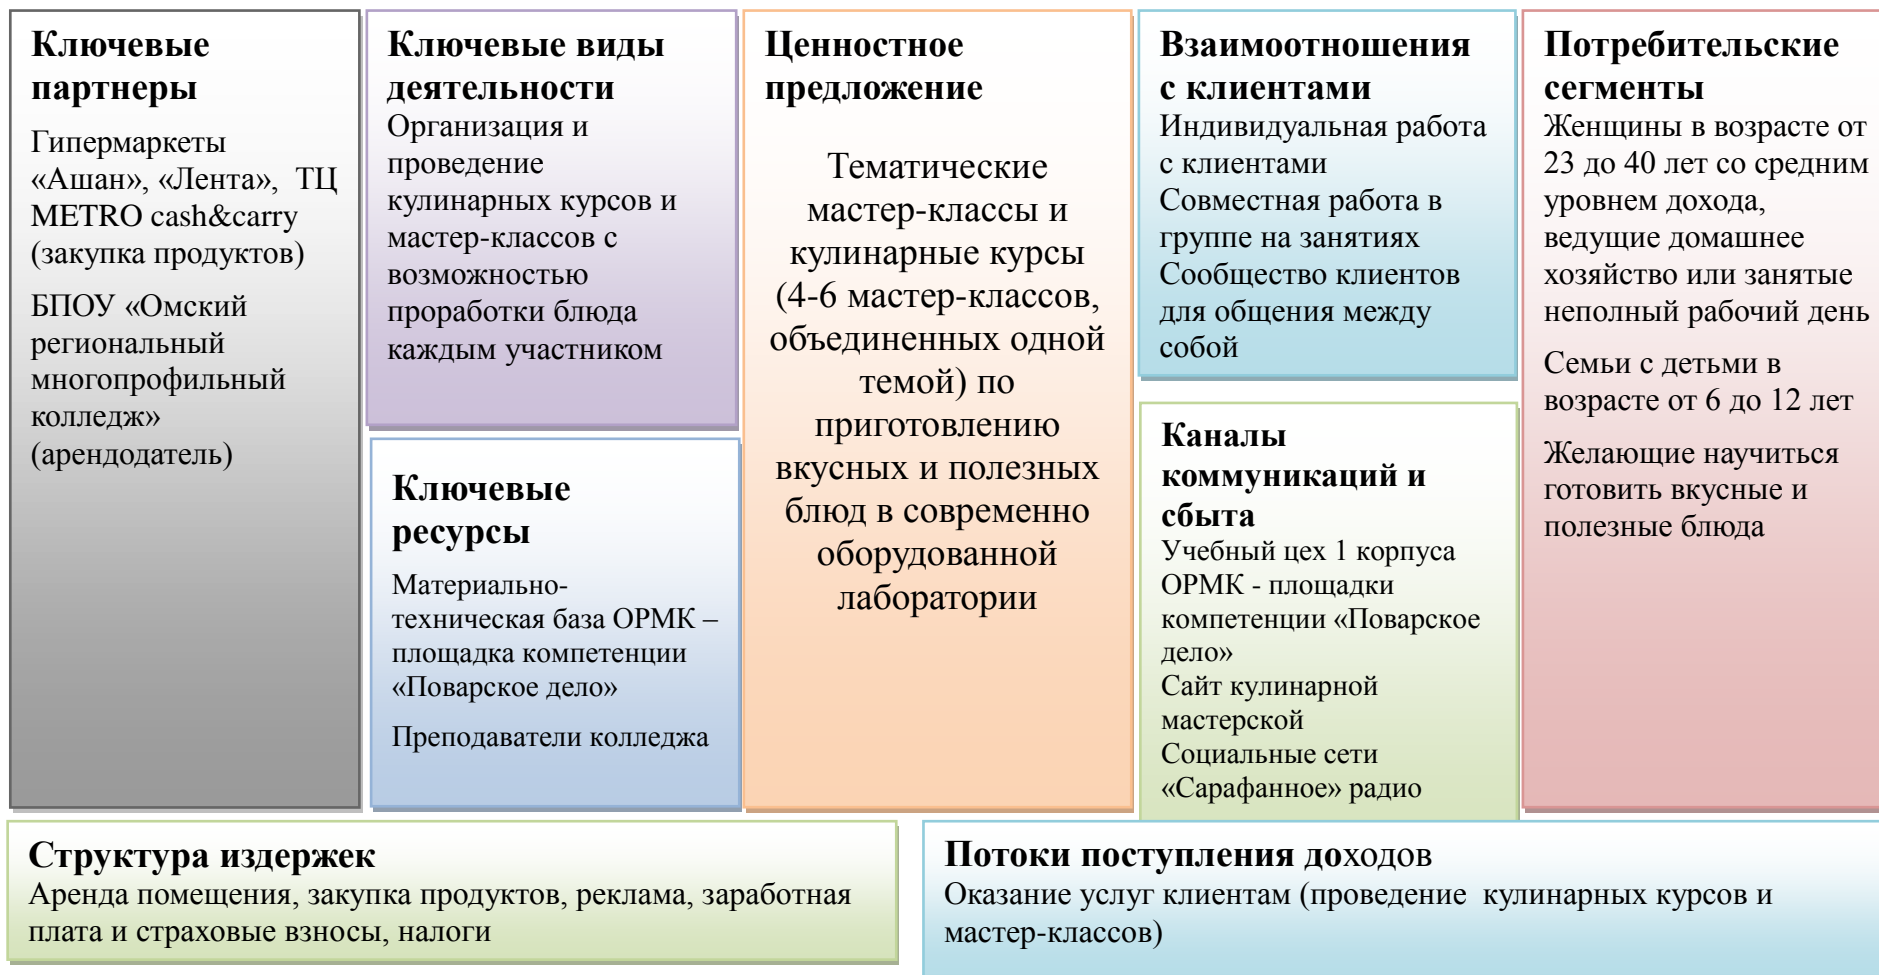 Ключевые
партнеры
Гипермаркеты
«Ашан», «Лента», ТЦ
METRO cash&carry
(закупка продуктов)
БПОУ «Омский
региональный
многопрофильный
колледж»
(арендодатель)
Ключевые виды
деятельности
Организация и
проведение
кулинарных курсов и
мастер-классов с
возможностью
проработки блюда
каждым участником
Ключевые
ресурсы
Материально-
техническая база ОРМК –
площадка компетенции
«Поварское дело»
Преподаватели колледжа
Ценностное
предложение
Тематические
мастер-классы и
кулинарные курсы
(4-6 мастер-классов,
объединенных одной
темой) по
приготовлению
вкусных и полезных
блюд в современно
оборудованной
лаборатории
Взаимоотношения
с клиентами
Индивидуальная работа
с клиентами
Совместная работа в
группе на занятиях
Сообщество клиентов
для общения между
собой
Каналы
коммуникаций и
сбыта
Учебный цех 1 корпуса
ОРМК - площадки
компетенции «Поварское
дело»
Сайт кулинарной
мастерской
Социальные сети
«Сарафанное» радио
Потребительские
сегменты
Женщины в возрасте от
23 до 40 лет со средним
уровнем дохода,
ведущие домашнее
хозяйство или занятые
неполный рабочий день
Семьи с детьми в
возрасте от 6 до 12 лет
Желающие научиться
готовить вкусные и
полезные блюда
Структура издержек
Аренда помещения, закупка продуктов, реклама, заработная
плата и страховые взносы, налоги
Потоки поступления доходов
Оказание услуг клиентам (проведение кулинарных курсов и
мастер-классов)